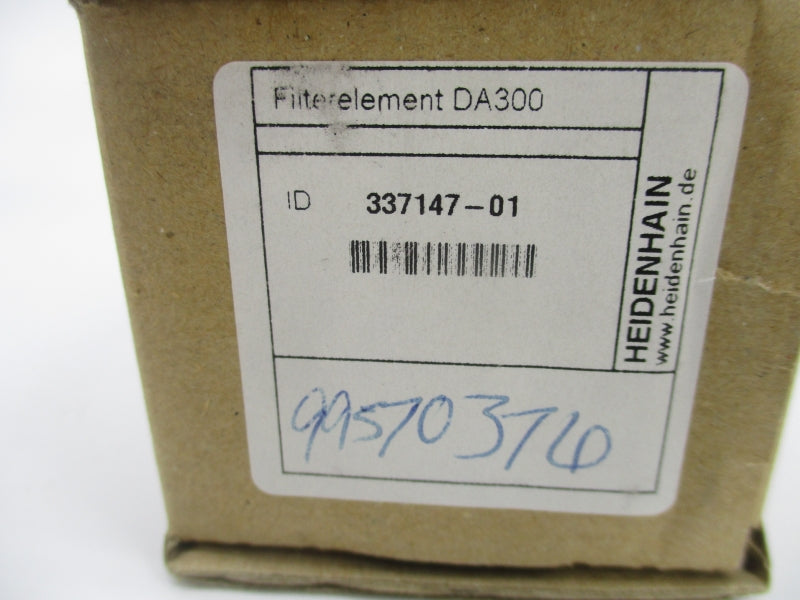 Filterelement DA300
ID 337147-01
HEIDENHAIN
www.heidenhain.de
99570376